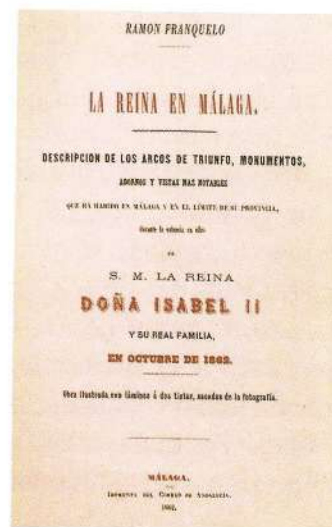 RAMON FRANQUELO
LA REINA EN MÁLAGA.
DESCRIPCION DE LOS ARCOS DE TRIUNFO, MONUMENTOS,
ADORNOS Y VISTAS MAS NOTABLES
QUE HA HABIDO EN MÁLAGA Y EN EL LÍMITE DE SU PROVINCIA,
durante la estancia en ellas
DE
S. M. LA REINA
DOÑA ISABEL II
Y SU REAL FAMILIA,
EN OCTUBRE DE 1862.
Obra ilustrada con láminas á dos tintas, sacadas de la fotografía.
MÁLAGA.
IMPRENTA DEL CORREO DE ANDALUCÍA.
1862.